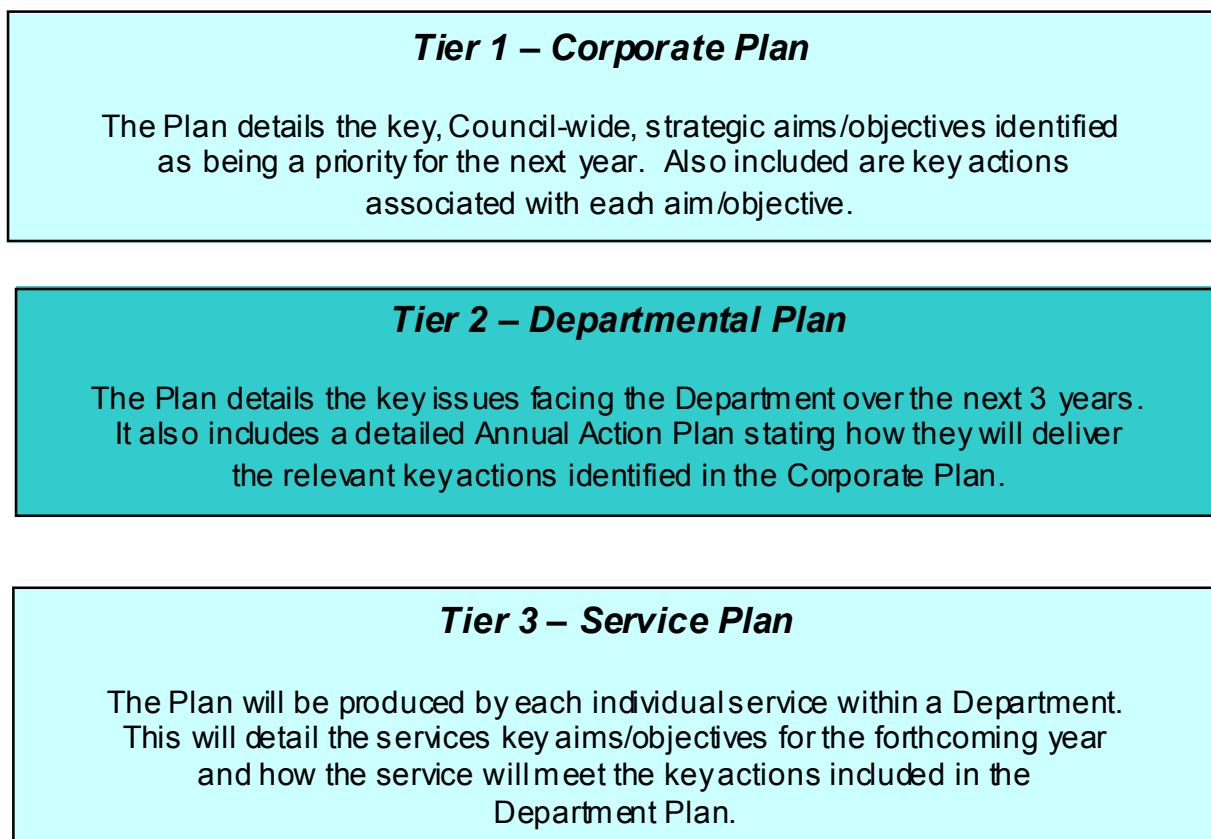 Tier 1 – Corporate Plan
The Plan details the key, Council-wide, strategic aims/objectives identified
as being a priority for the next year. Also included are key actions
associated with each aim/objective.
Tier 2 – Departmental Plan
The Plan details the key issues facing the Department over the next 3 years.
It also includes a detailed Annual Action Plan stating how they will deliver
the relevant key actions identified in the Corporate Plan.
Tier 3 – Service Plan
The Plan will be produced by each individual service within a Department.
This will detail the services key aims/objectives for the forthcoming year
and how the service will meet the key actions included in the
Department Plan.